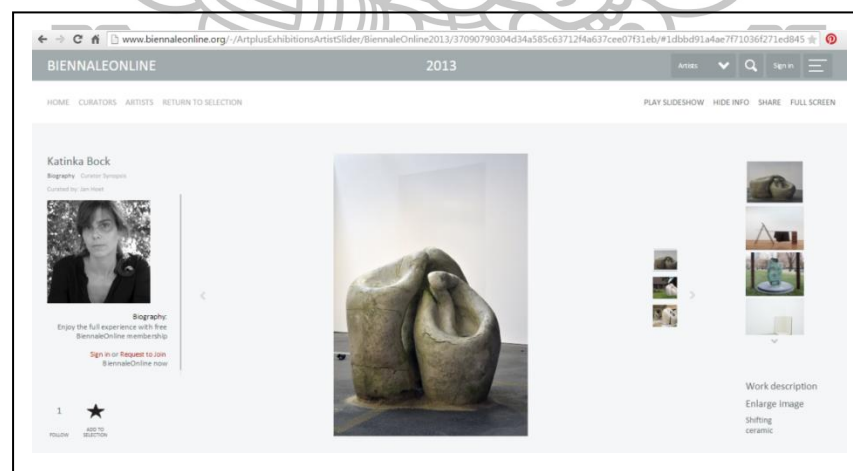 www.biennaleonline.org/-/ArtplusExhibitionsArtistSlider/BiennaleOnline2013/37090790304d34a585c63712f4a637cee07f31eb/#1dbbd91a4ae7f71036f271ed845
BIENNALEONLINE 2013 Artists Sign in
HOME CURATORS ARTISTS RETURN TO SELECTION PLAY SLIDESHOW HIDE INFO SHARE FULL SCREEN
Katinka Bock
Biography Curator Synopsis
Curated by: Jan Hoet
Biography:
Enjoy the full experience with free
BiennaleOnline membership
Sign in or Request to Join
BiennaleOnline now
1
FOLLOW
ADD TO
SELECTION
Work description
Enlarge image
Shifting
ceramic